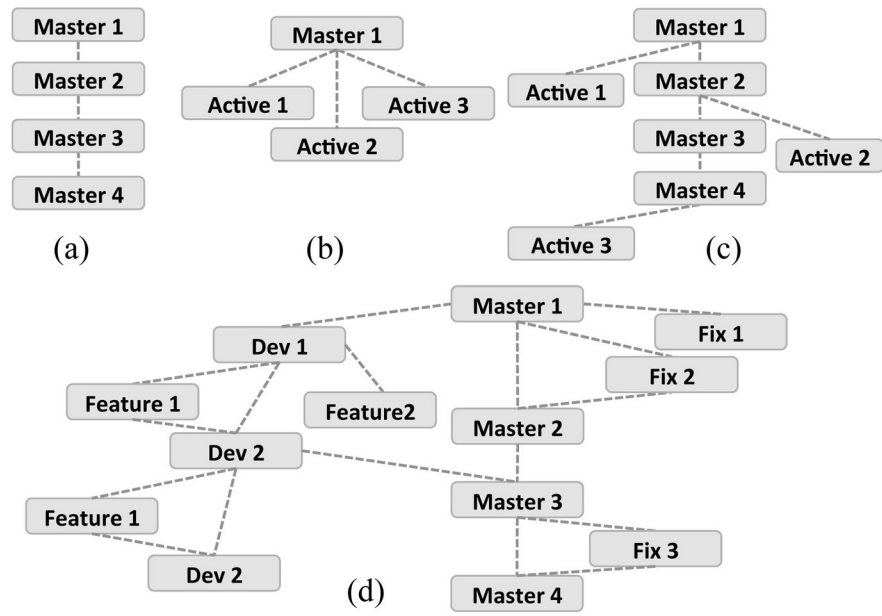 Master 1
Master 2
Master 3
Master 4
(a)
Master 1
Active 1
Active 3
Active 2
(b)
Master 1
Active 1
Master 2
Master 3
Active 2
Master 4
Active 3
(c)
Master 1
Fix 1
Dev 1
Fix 2
Feature 1
Feature2
Master 2
Dev 2
Master 3
Feature 1
Fix 3
Dev 2
Master 4
(d)